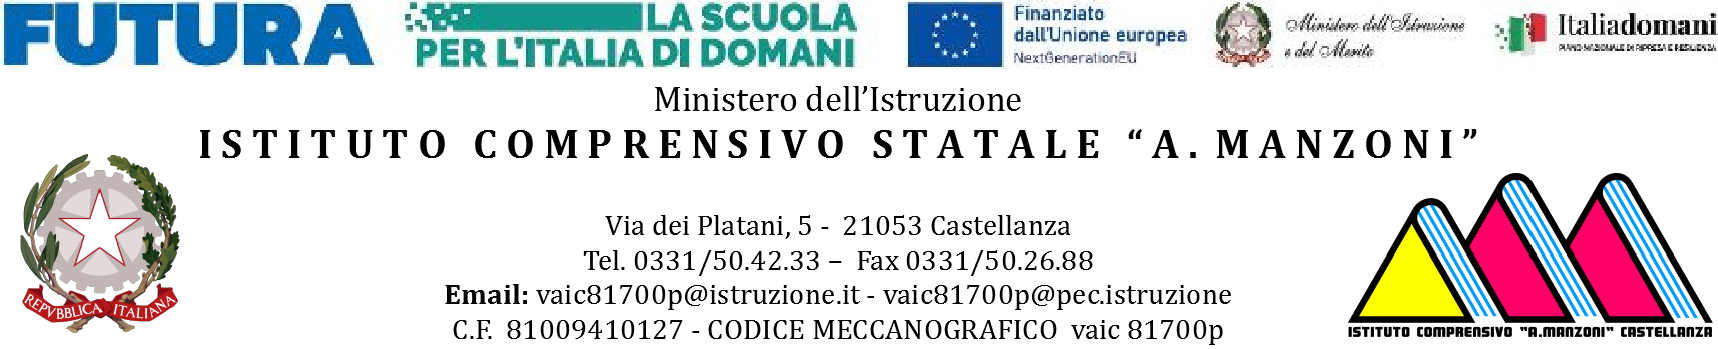 FUTURA
LA SCUOLA
PER L'ITALIA DI DOMANI
Finanziato
dall'Unione europea
NextGenerationEU
Ministero dell'Istruzione
e del Merito
Italiadomani
PIANO NAZIONALE DI RIPRESA E RESILIENZA
Ministero dell’Istruzione
ISTITUTO COMPRENSIVO STATALE “A. MANZONI”
Via dei Platani, 5 - 21053 Castellanza
Tel. 0331/50.42.33 – Fax 0331/50.26.88
Email: vaic81700p@istruzione.it - vaic81700p@pec.istruzione
C.F. 81009410127 - CODICE MECCANOGRAFICO vaic 81700p
REPVBBLICA ITALIANA
ISTITUTO COMPRENSIVO "A.MANZONI" CASTELLANZA